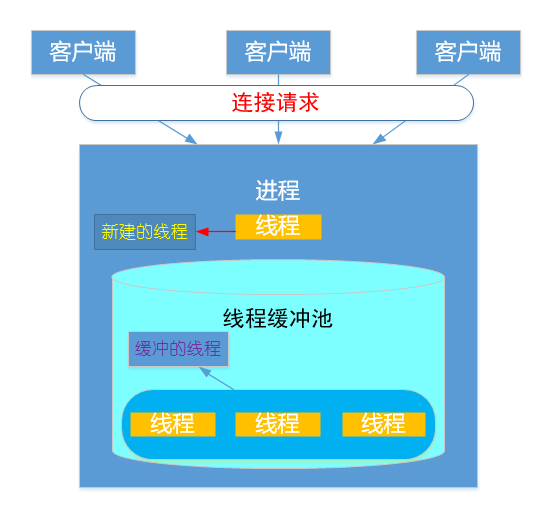 客户端 客户端 客户端
连接请求
进程
新建的线程 线程
线程缓冲池
缓冲的线程
线程 线程 线程